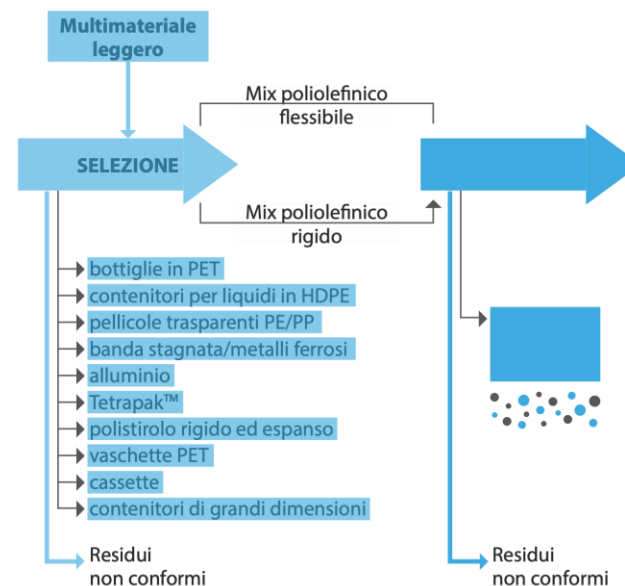 Multimateriale
leggero
Mix poliolefinico
flessibile
SELEZIONE
Mix poliolefinico
rigido
bottiglie in PET
contenitori per liquidi in HDPE
pellicole trasparenti PE/PP
banda stagnata/metalli ferrosi
alluminio
Tetrapak™
polistirolo rigido ed espanso
vaschette PET
cassette
contenitori di grandi dimensioni
Residui
non conformi
Residui
non conformi